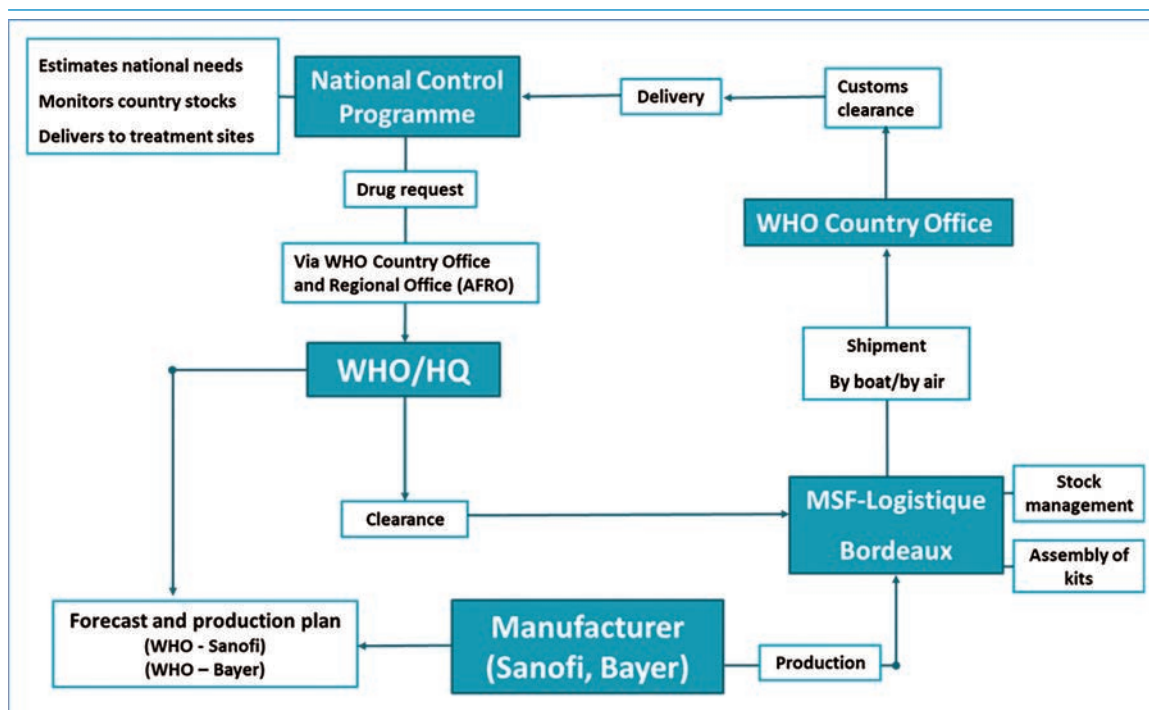 Estimates national needs
Monitors country stocks
Delivers to treatment sites
National Control
Programme
Delivery
Customs
clearance
Drug request
WHO Country Office
Via WHO Country Office
and Regional Office (AFRO)
WHO/HQ
Shipment
By boat/by air
Clearance
MSF-Logistique
Bordeaux
Stock
management
Assembly of
kits
Forecast and production plan
(WHO - Sanofi)
(WHO – Bayer)
Manufacturer
(Sanofi, Bayer)
Production